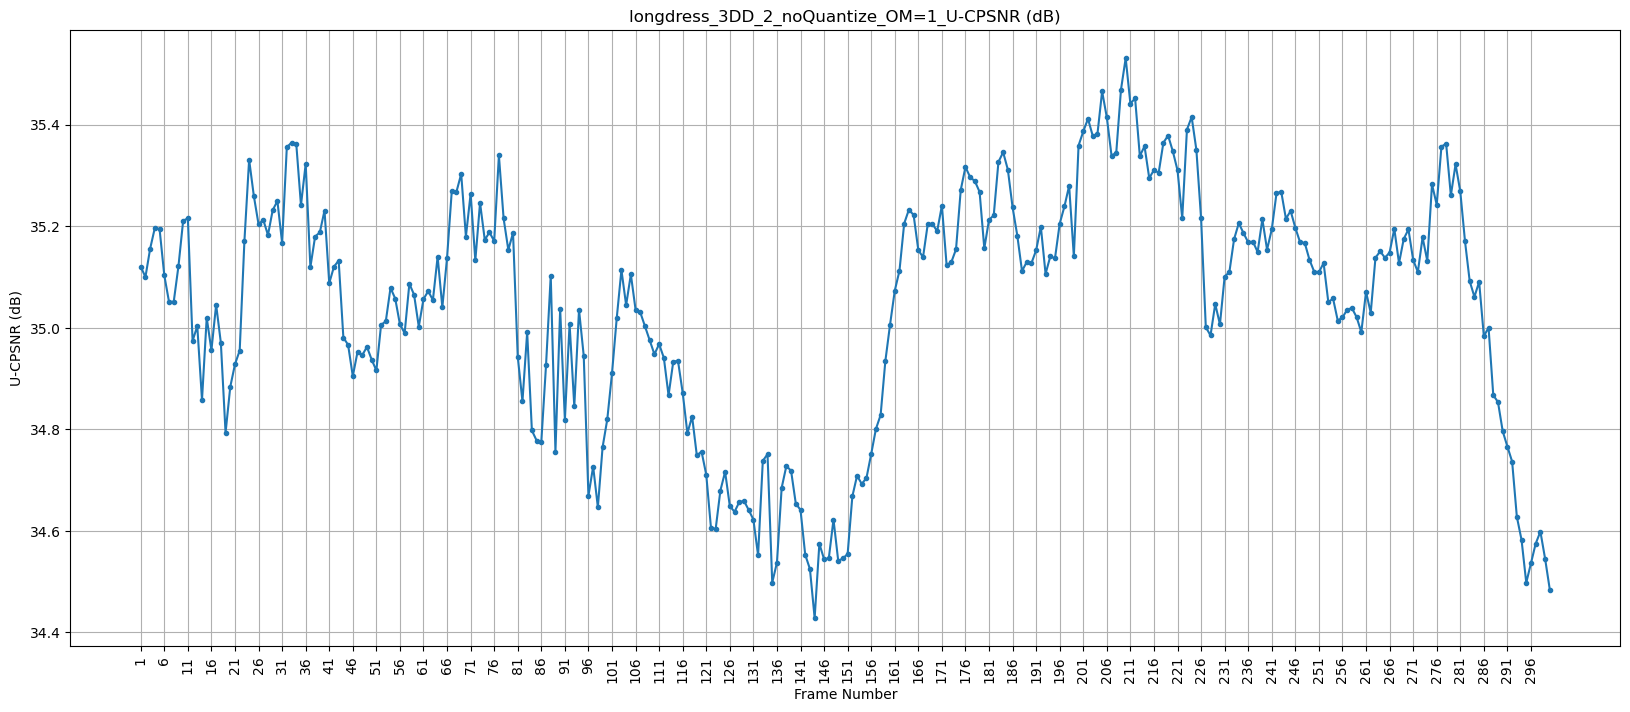 longdress_3DD_2_noQuantize_OM=1_U-CPSNR (dB)
U-CPSNR (dB)
35.4
35.2
35.0
34.8
34.6
34.4
1 6 11 16 21 26 31 36 41 46 51 56 61 66 71 76 81 86 91 96 101 106 111 116 121 126 131 136 141 146 151 156 161 166 171 176 181 186 191 196 201 206 211 216 221 226 231 236 241 246 251 256 261 266 271 276 281 286 291 296
Frame Number